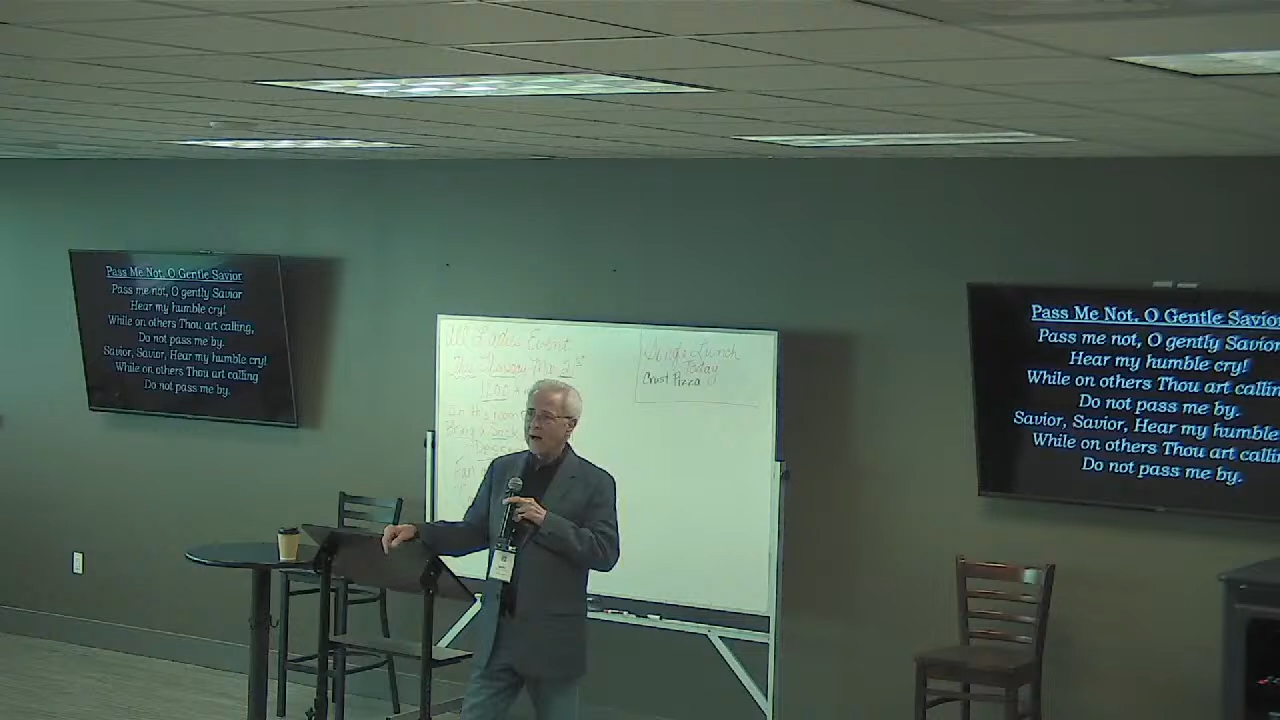 Pass Me Not, O Gentle Savior
Pass me not, O gently Savior
Hear my humble cry!
While on others Thou art calling,
Do not pass me by.
Savior, Savior, Hear my humble cry!
While on others Thou art calling
Do not pass me by.
Event
Lunch
Today
Crust Pizza
Pass Me Not, O Gentle Savior
Pass me not, O gently Savior
Hear my humble cry!
While on others Thou art callin
Do not pass me by.
Savior, Savior, Hear my humble
While on others Thou art calli
Do not pass me by.